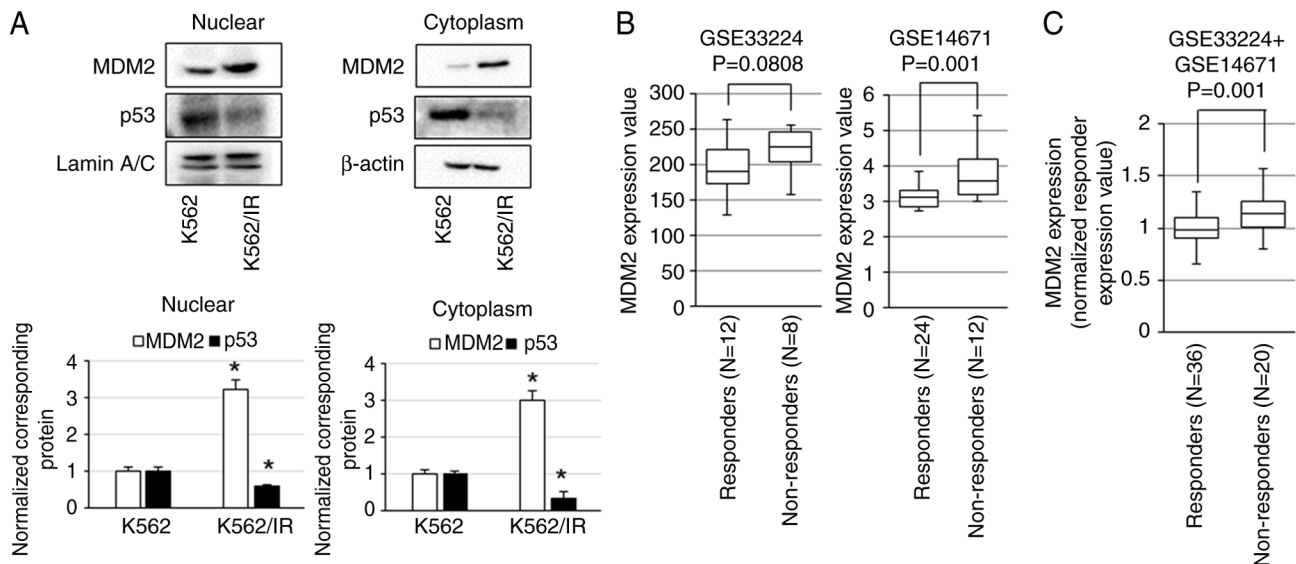 A
Nuclear
MDM2
p53
Lamin A/C
K562
K562/IR
Cytoplasm
MDM2
p53
β-actin
K562
K562/IR
Nuclear
MDM2 p53
Normalized corresponding
protein
4
3
2
1
0
*
*
K562 K562/IR
Cytoplasm
MDM2 p53
Normalized corresponding
protein
4
3
2
1
0
*
*
K562 K562/IR
B
GSE33224
P=0.0808
MDM2 expression value
300
250
200
150
100
50
0
Responders (N=12)
Non-responders (N=8)
GSE14671
P=0.001
MDM2 expression value
6
5
4
3
2
1
0
Responders (N=24)
Non-responders (N=12)
C
GSE33224+
GSE14671
P=0.001
MDM2 expression
(normalized responder
expression value)
2
1.5
1
0.5
0
Responders (N=36)
Non-responders (N=20)